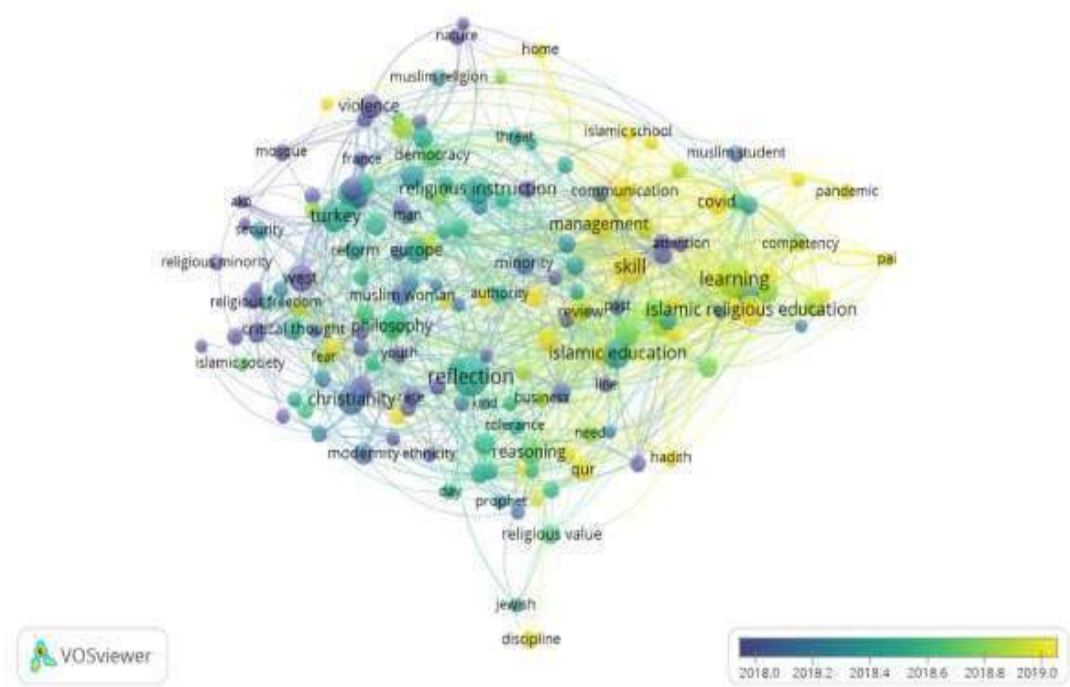 nature
home
muslim religion
violence
threat
islamic school
mosque
france
democracy
muslim student
religious instruction
communication
pandemic
covid
turkey
man
management
security
reform
europe
attention
competency
religious minority
minority
skill
pai
west
learning
religious freedom
muslim woman
authority
review
past
islamic religious education
critical thought
philosophy
islamic society
fear
youth
islamic education
reflection
line
christianity
kind
business
tolerance
need
modernity
ethnicity
reasoning
qur
hadith
day
prophet
religious value
jewish
discipline
VOSviewer
2018.0 2018.2 2018.4 2018.6 2018.8 2019.0